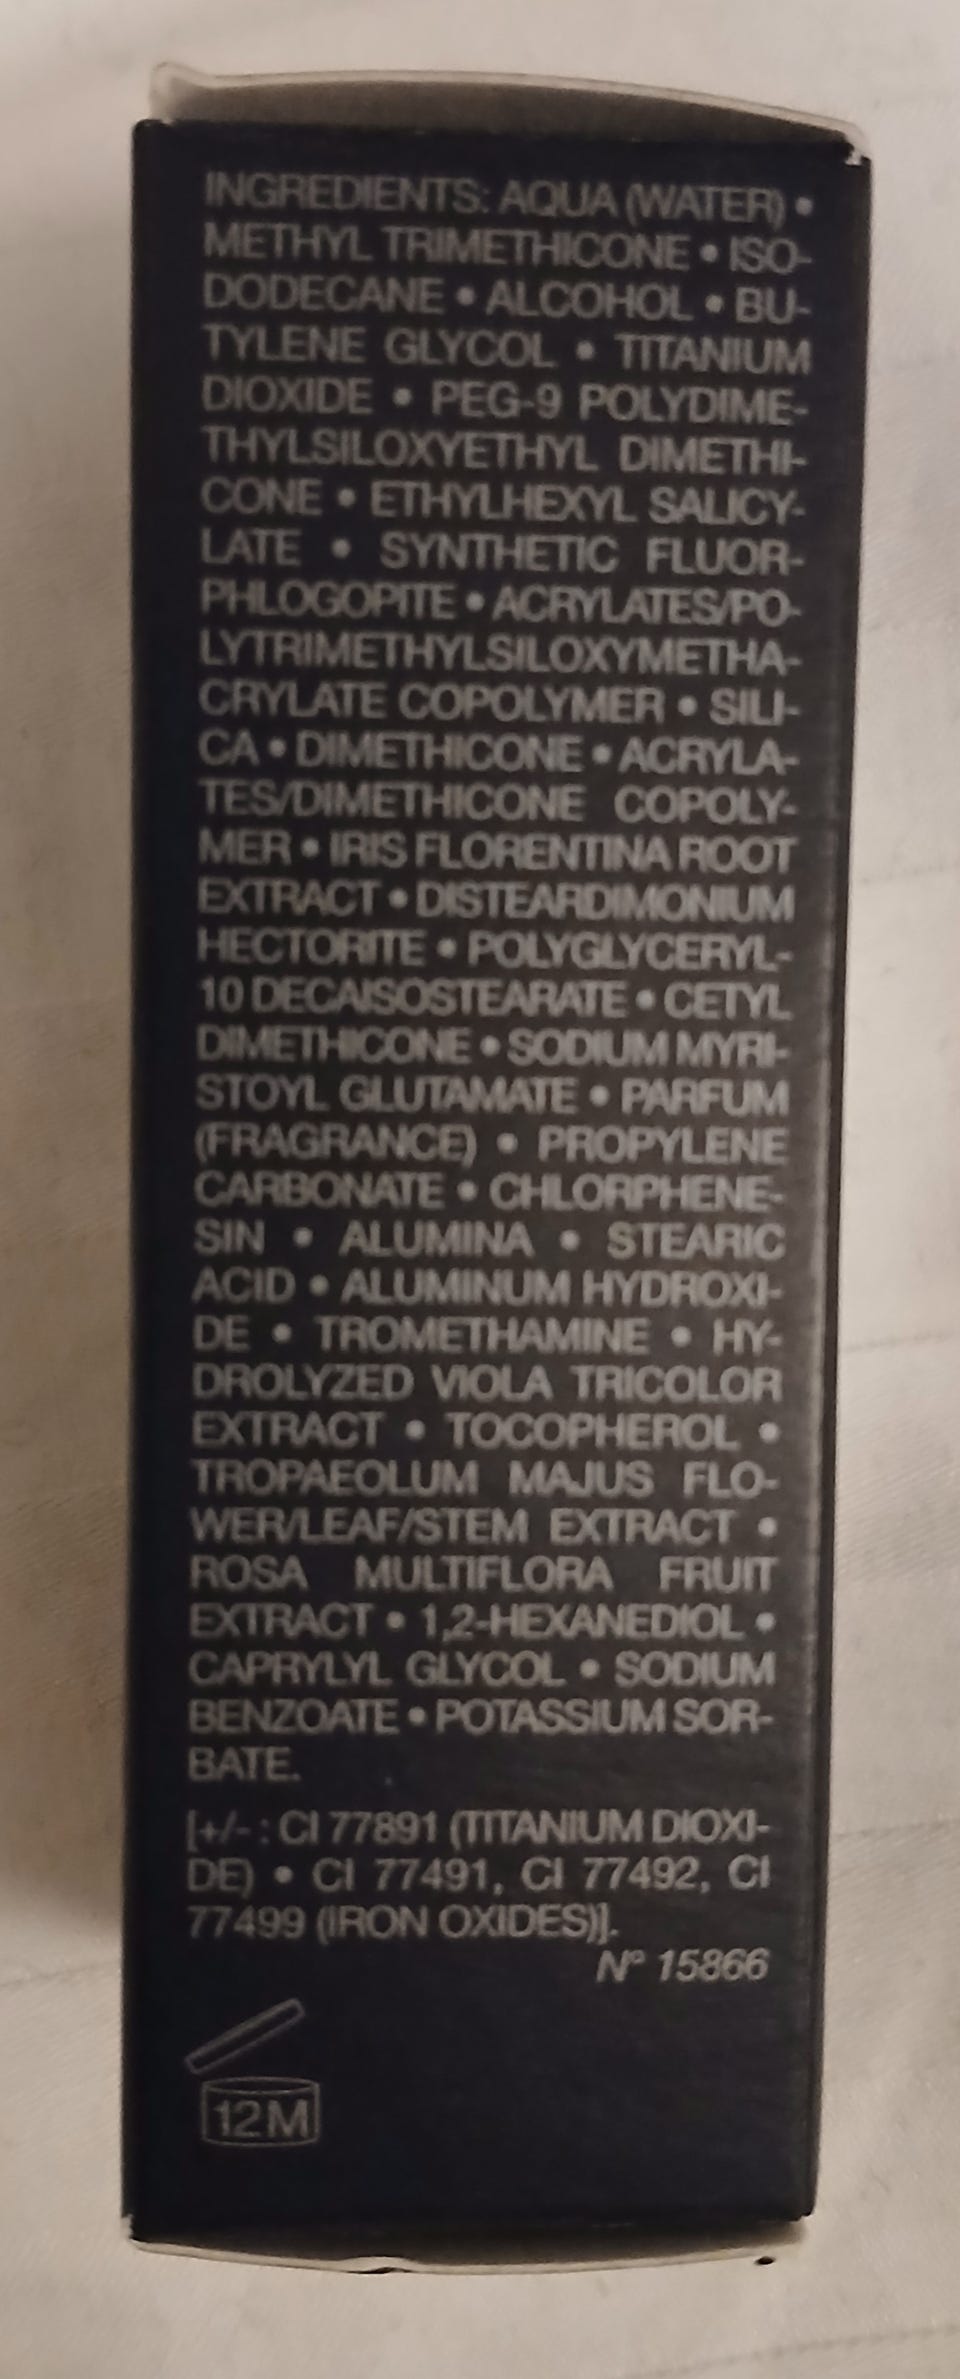 INGREDIENTS: AQUA (WATER) •
METHYL TRIMETHICONE • ISO-
DODECANE • ALCOHOL • BU-
TYLENE GLYCOL • TITANIUM
DIOXIDE • PEG-9 POLYDIME-
THYLSILOXYETHYL DIMETHI-
CONE • ETHYLHEXYL SALICY-
LATE • SYNTHETIC FLUOR-
PHLOGOPITE • ACRYLATES/PO-
LYTRIMETHYLSILOXYMETHA-
CRYLATE COPOLYMER • SILI-
CA • DIMETHICONE • ACRYLA-
TES/DIMETHICONE COPOLY-
MER • IRIS FLORENTINA ROOT
EXTRACT • DISTEARDIMONIUM
HECTORITE • POLYGLYCERYL-
10 DECAISOSTEARATE • CETYL
DIMETHICONE • SODIUM MYRI-
STOYL GLUTAMATE • PARFUM
(FRAGRANCE) • PROPYLENE
CARBONATE • CHLORPHENE-
SIN • ALUMINA • STEARIC
ACID • ALUMINUM HYDROXI-
DE • TROMETHAMINE • HY-
DROLYZED VIOLA TRICOLOR
EXTRACT • TOCOPHEROL •
TROPAEOLUM MAJUS FLO-
WER/LEAF/STEM EXTRACT •
ROSA MULTIFLORA FRUIT
EXTRACT • 1,2-HEXANEDIOL •
CAPRYLYL GLYCOL • SODIUM
BENZOATE • POTASSIUM SOR-
BATE.
[+/- : CI 77891 (TITANIUM DIOXI-
DE) • CI 77491, CI 77492, CI
77499 (IRON OXIDES)].
N° 15866
12M